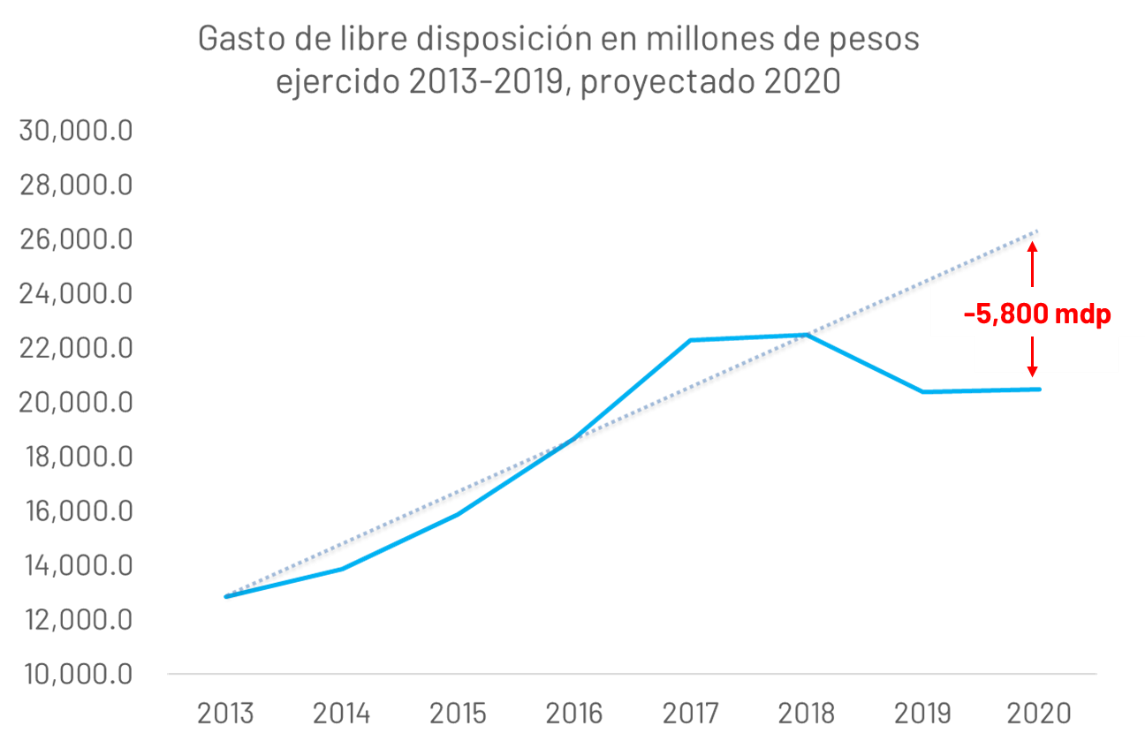 Gasto de libre disposición en millones de pesos
ejercido 2013-2019, proyectado 2020
30,000.0
28,000.0
26,000.0
24,000.0
22,000.0
20,000.0
18,000.0
16,000.0
14,000.0
12,000.0
10,000.0
-5,800 mdp
2013 2014 2015 2016 2017 2018 2019 2020